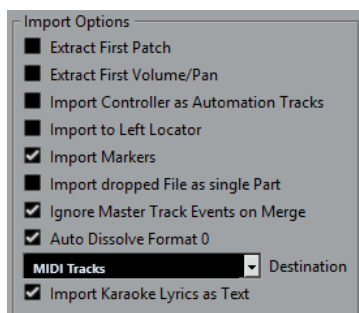 Import Options
Extract First Patch
Extract First Volume/Pan
Import Controller as Automation Tracks
Import to Left Locator
Import Markers
Import dropped File as single Part
Ignore Master Track Events on Merge
Auto Dissolve Format 0
MIDI Tracks Destination
Import Karaoke Lyrics as Text